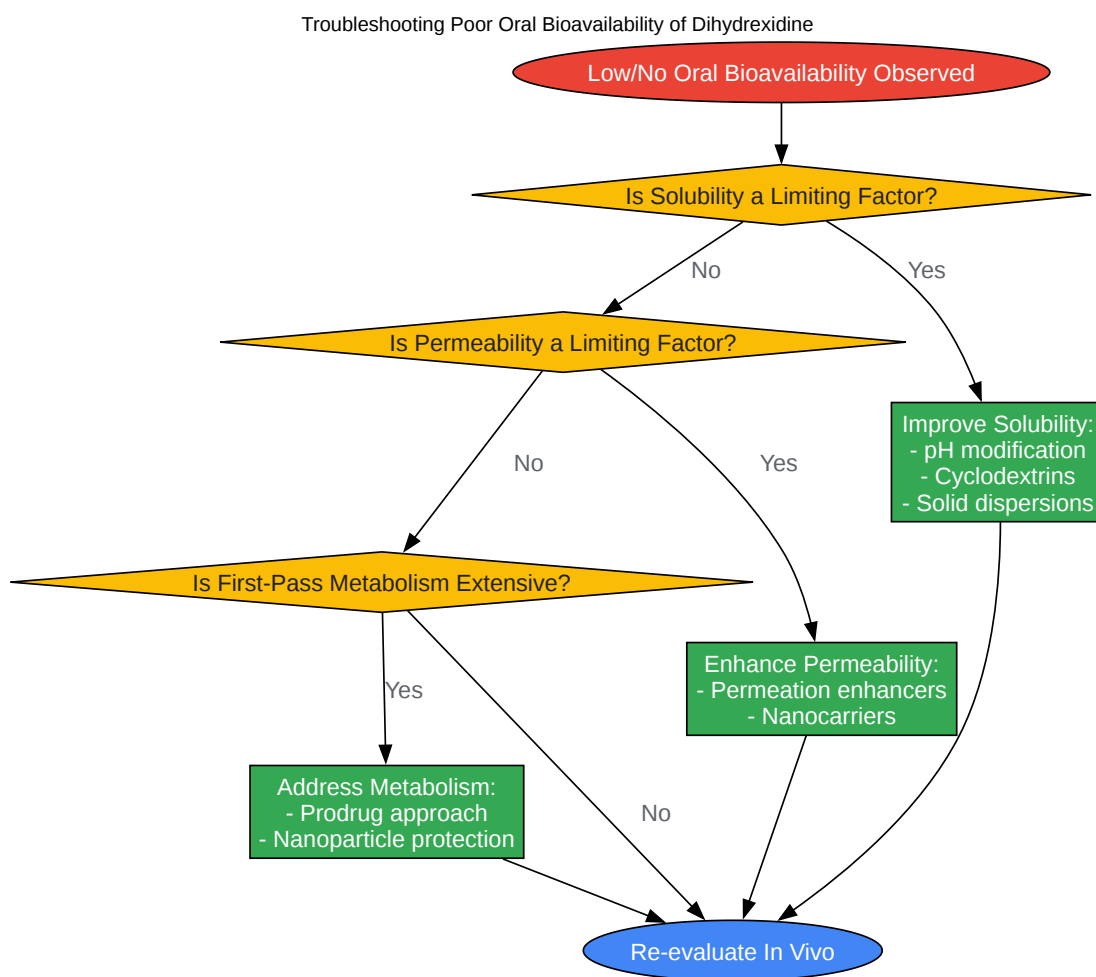 Troubleshooting Poor Oral Bioavailability of Dihydrexidine
Low/No Oral Bioavailability Observed
Is Solubility a Limiting Factor?
No
Yes
Is Permeability a Limiting Factor?
No
Yes
Improve Solubility:
- pH modification
- Cyclodextrins
- Solid dispersions
Is First-Pass Metabolism Extensive?
Yes
No
Enhance Permeability:
- Permeation enhancers
- Nanocarriers
Address Metabolism:
- Prodrug approach
- Nanoparticle protection
Re-evaluate In Vivo